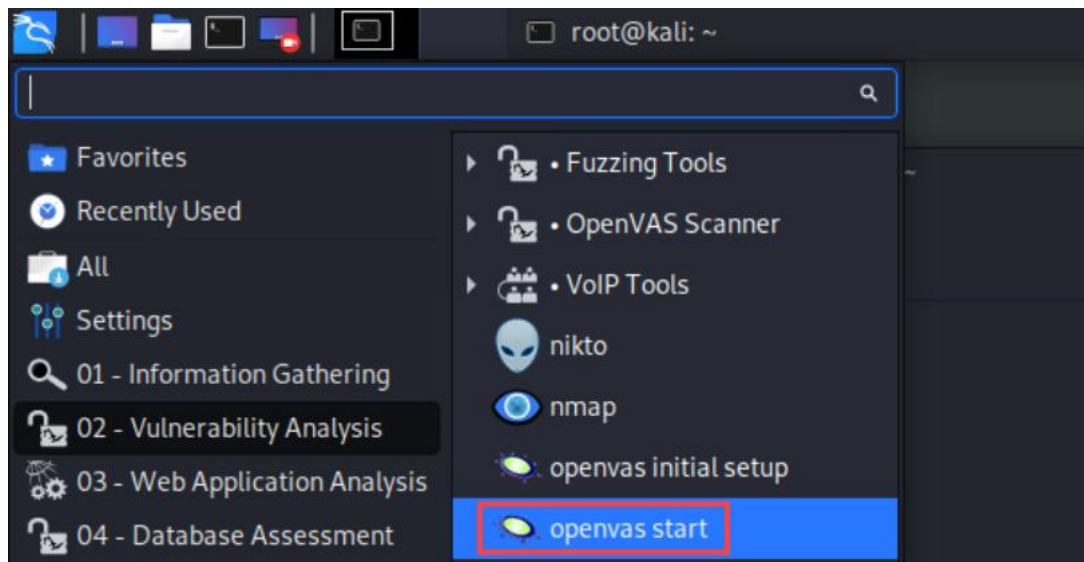 root@kali: ~
Favorites
Recently Used
All
Settings
01 - Information Gathering
02 - Vulnerability Analysis
03 - Web Application Analysis
04 - Database Assessment
• Fuzzing Tools
• OpenVAS Scanner
• VoIP Tools
nikto
nmap
openvas initial setup
openvas start
~